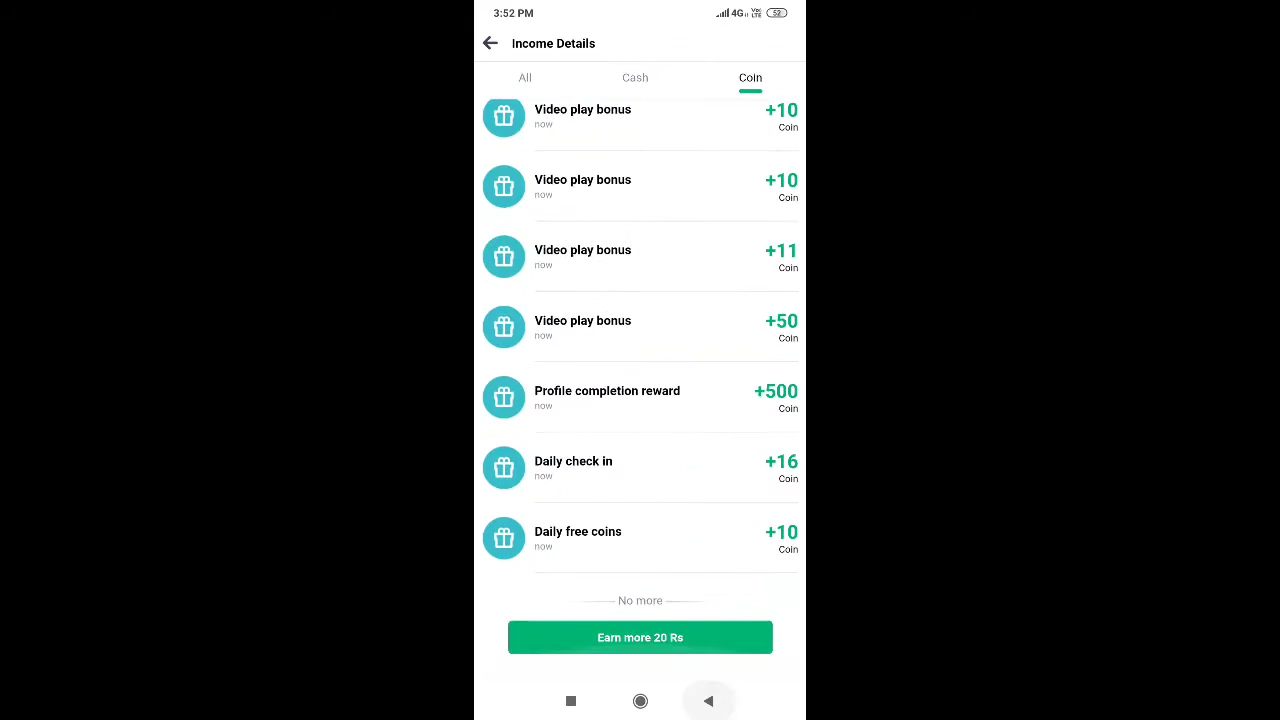 3:52 PM
4G
Vo)
LTE
52
Income Details
All
Cash
Coin
Video play bonus
+10
now
Coin
Video play bonus
+10
now
Coin
Video play bonus
+11
now
Coin
Video play bonus
+50
now
Coin
Profile completion reward
+500
now
Coin
Daily check in
+16
now
Coin
Daily free coins
+10
now
Coin
No more
Earn more 20 Rs